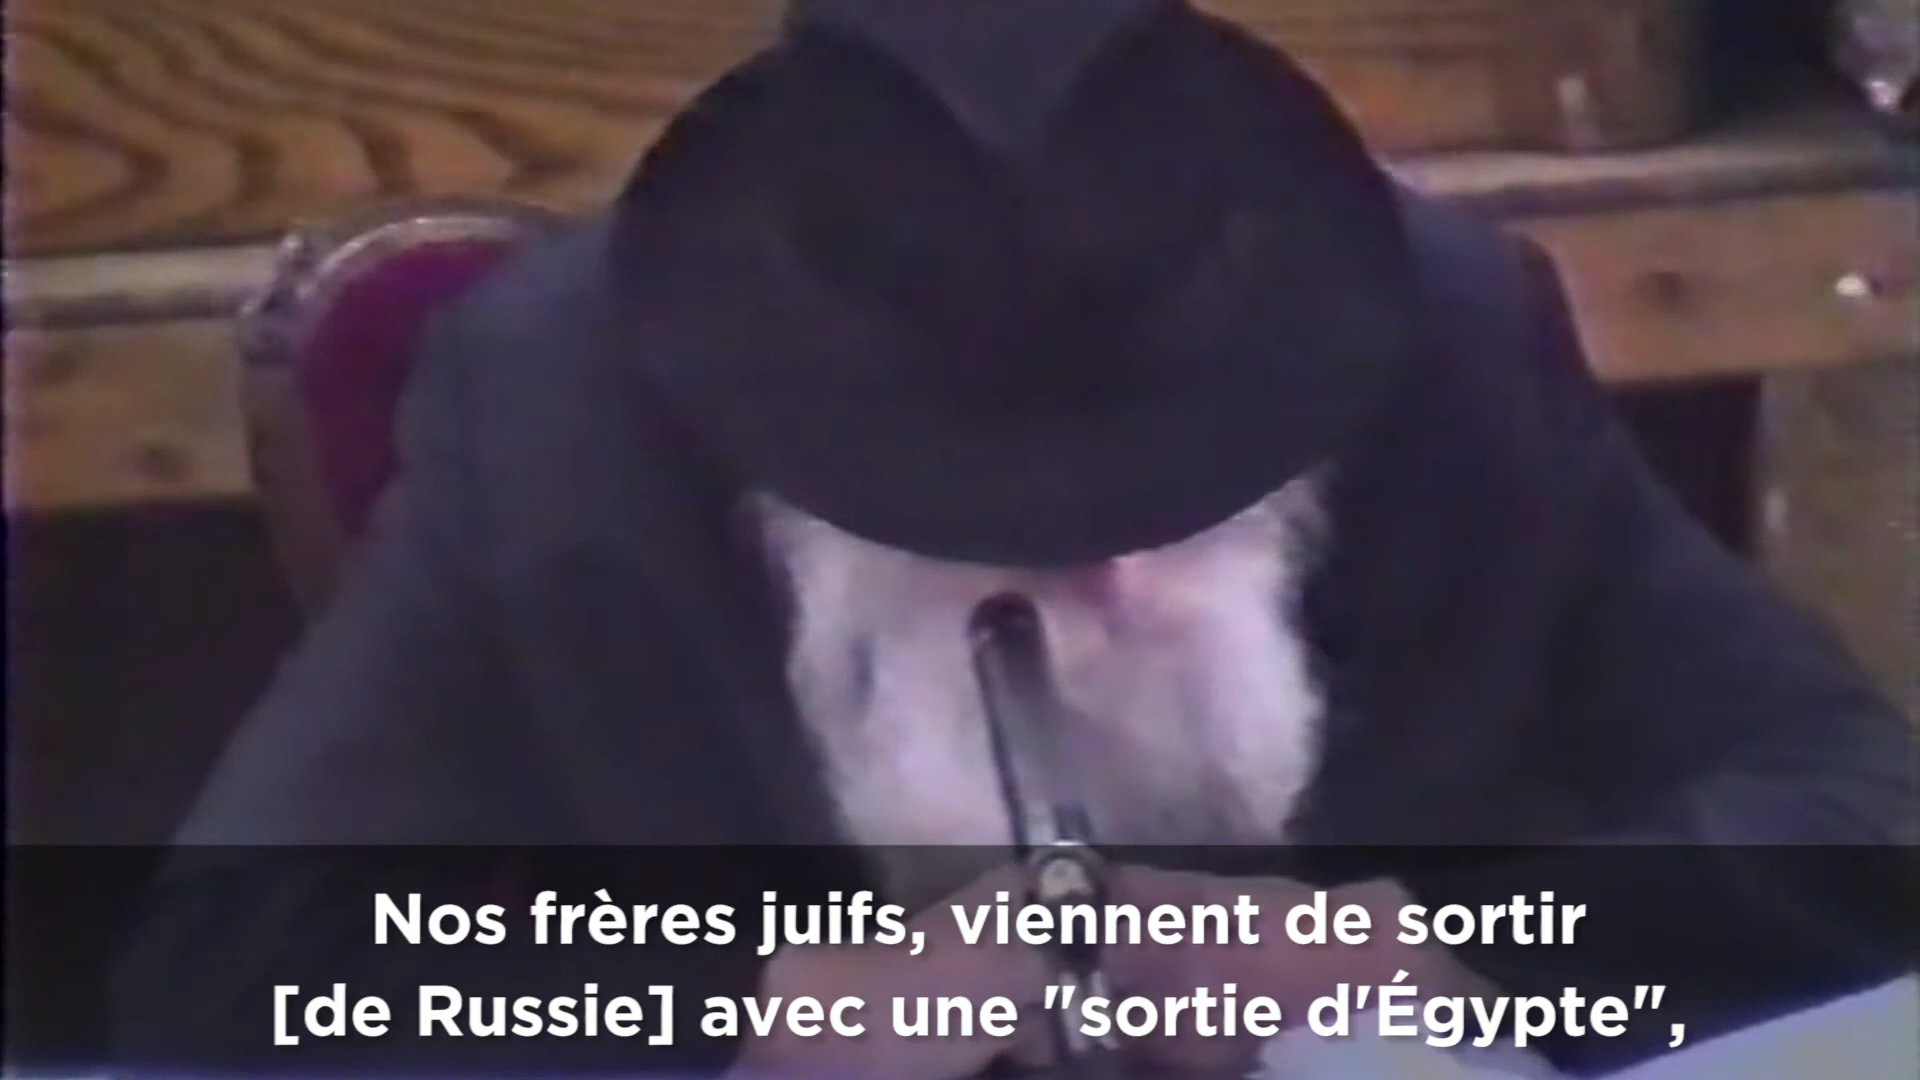 Nos frères juifs, viennent de sortir
[de Russie] avec une "sortie d'Égypte",